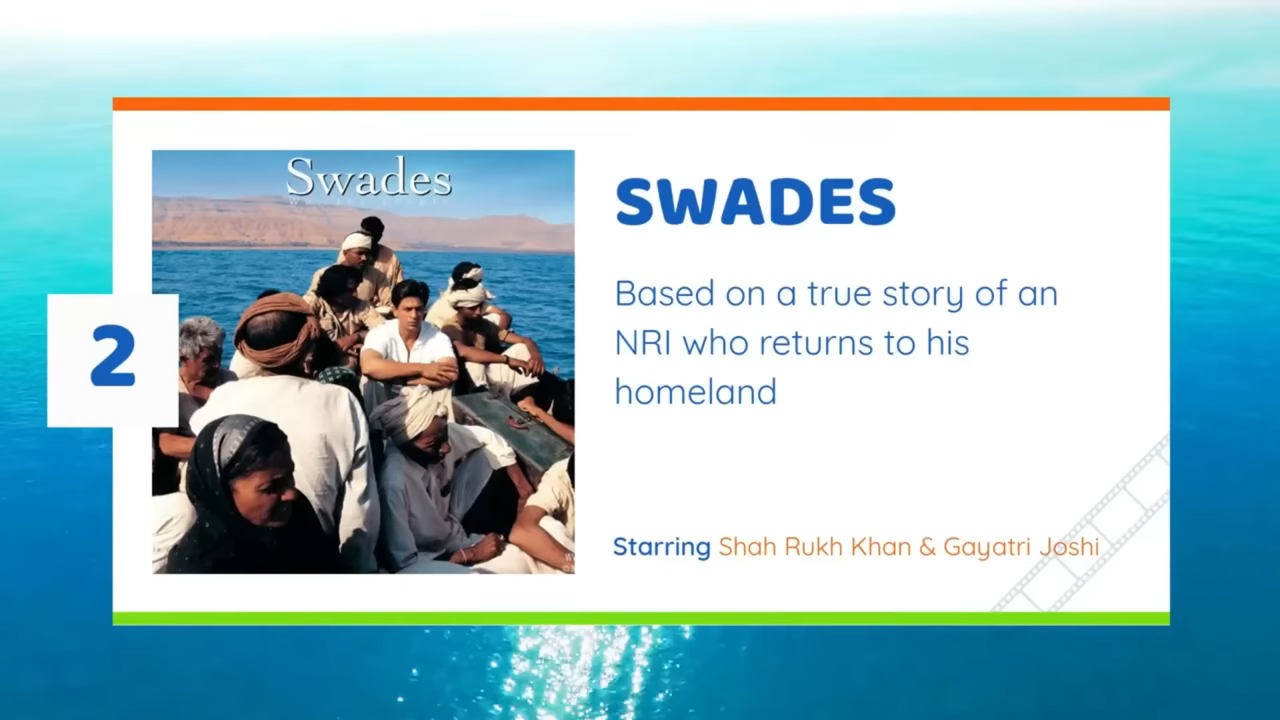 Swades
2
SWADES
Based on a true story of an
NRI who returns to his
homeland
Starring Shah Rukh Khan & Gayatri Joshi